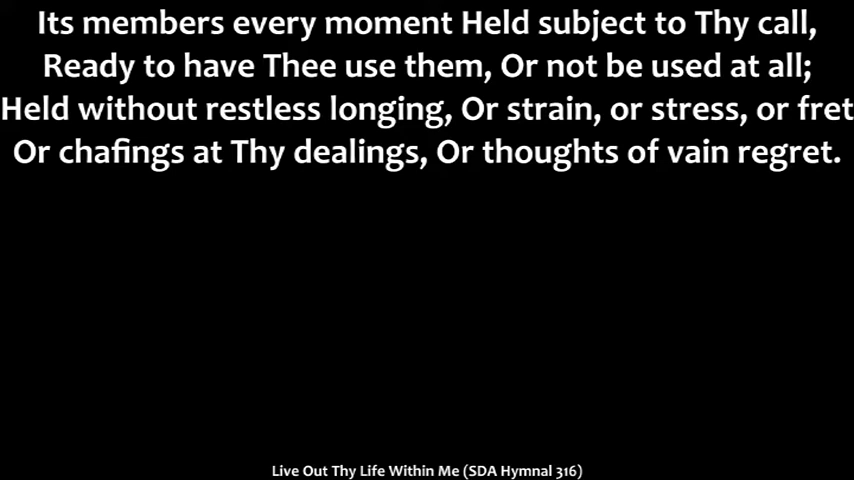 Its members every moment Held subject to Thy call,
Ready to have Thee use them, Or not be used at all;
Held without restless longing, Or strain, or stress, or fret
Or chafings at Thy dealings, Or thoughts of vain regret.
Live Out Thy Life Within Me (SDA Hymnal 316)